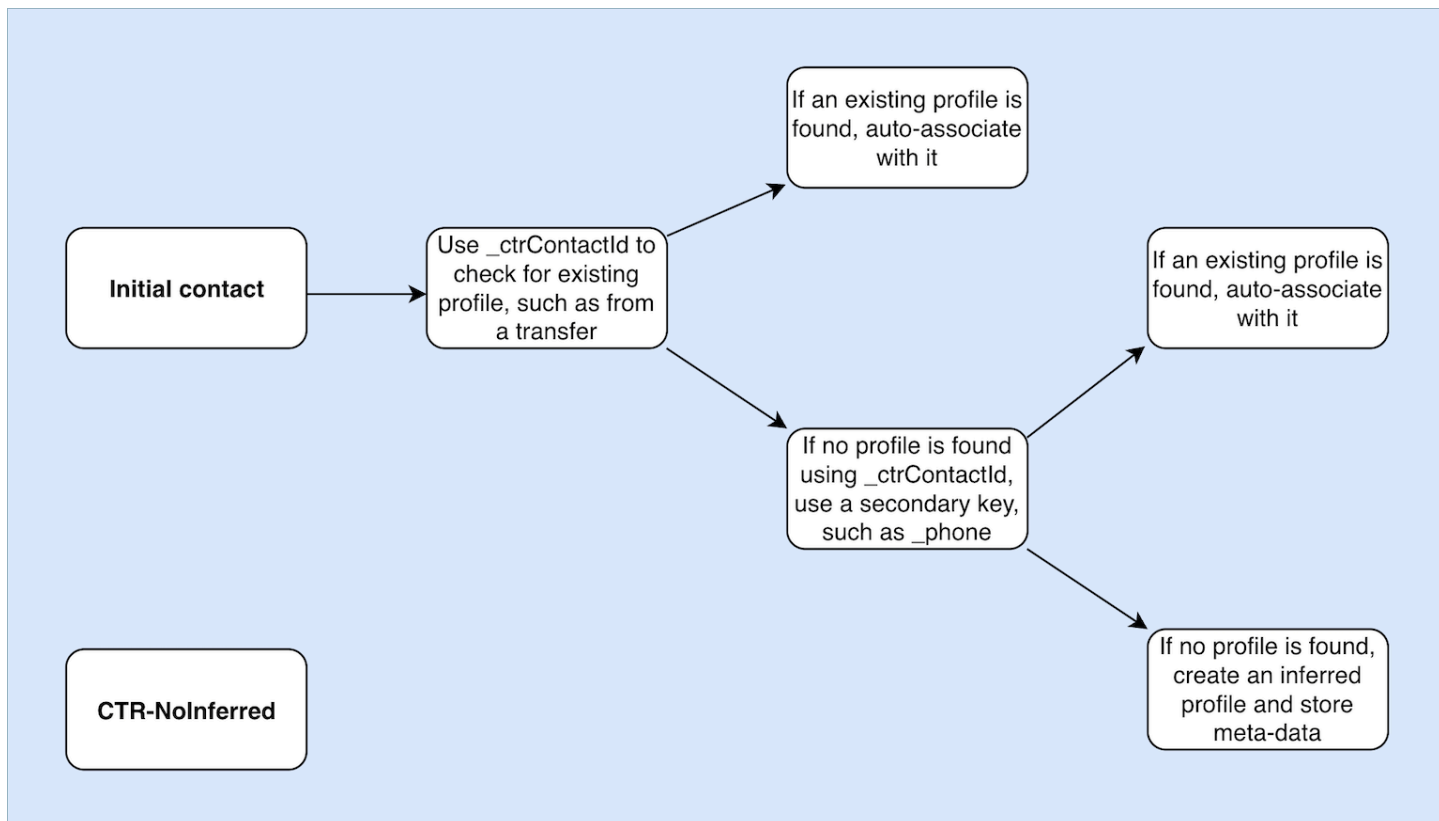 If an existing profile is
found, auto-associate
with it
Initial contact
Use _ctrContactId to
check for existing
profile, such as from
a transfer
If an existing profile is
found, auto-associate
with it
If no profile is found
using _ctrContactId,
use a secondary key,
such as _phone
If no profile is found,
create an inferred
profile and store
meta-data
CTR-NoInferred